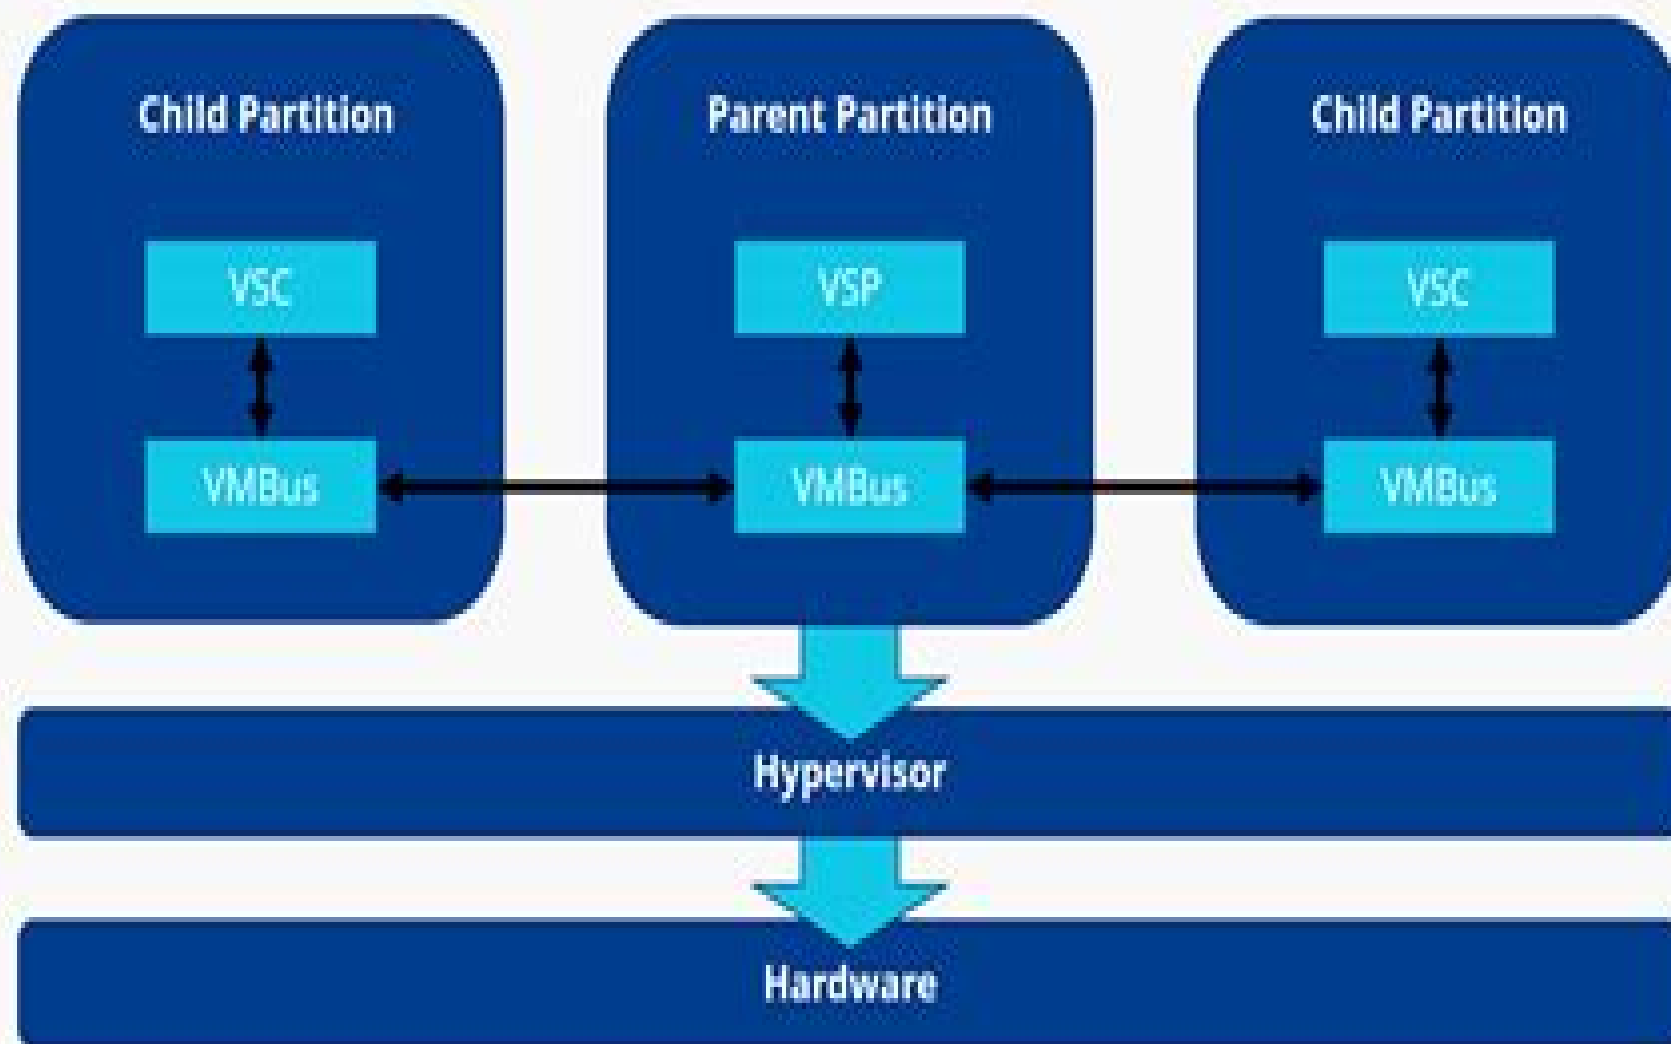 Child Partition
Parent Partition
Child Partition
VSC
VSP
VSC
VMBus
VMBus
VMBus
Hypervisor
Hardware